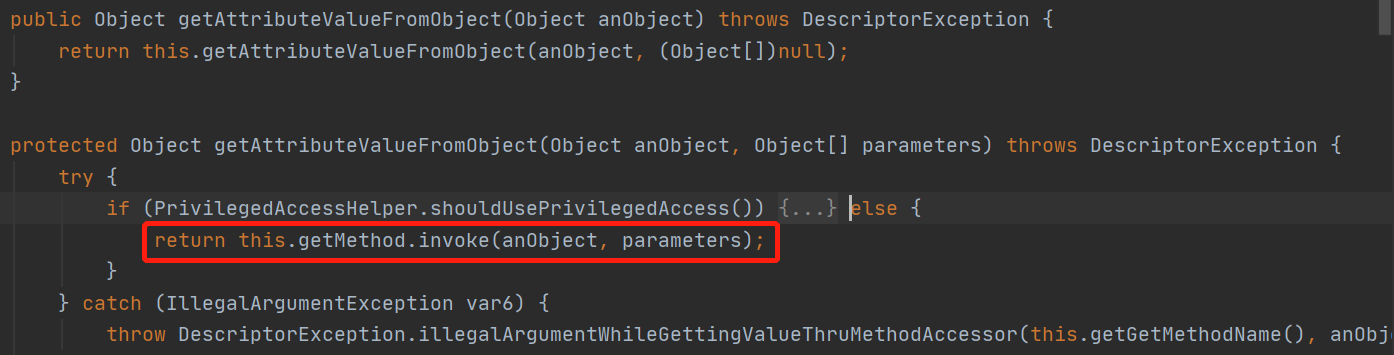 public Object getAttributeValueFromObject(Object anObject) throws DescriptorException {
    return this.getAttributeValueFromObject(anObject, (Object[])null);
}
protected Object getAttributeValueFromObject(Object anObject, Object[] parameters) throws DescriptorException {
    try {
        if (PrivilegedAccessHelper.shouldUsePrivilegedAccess()) {...} else {
            return this.getMethod.invoke(anObject, parameters);
        }
    } catch (IllegalArgumentException var6) {
        throw DescriptorException.illegalArgumentWhileGettingValueThruMethodAccessor(this.getGetMethodName(), anObj